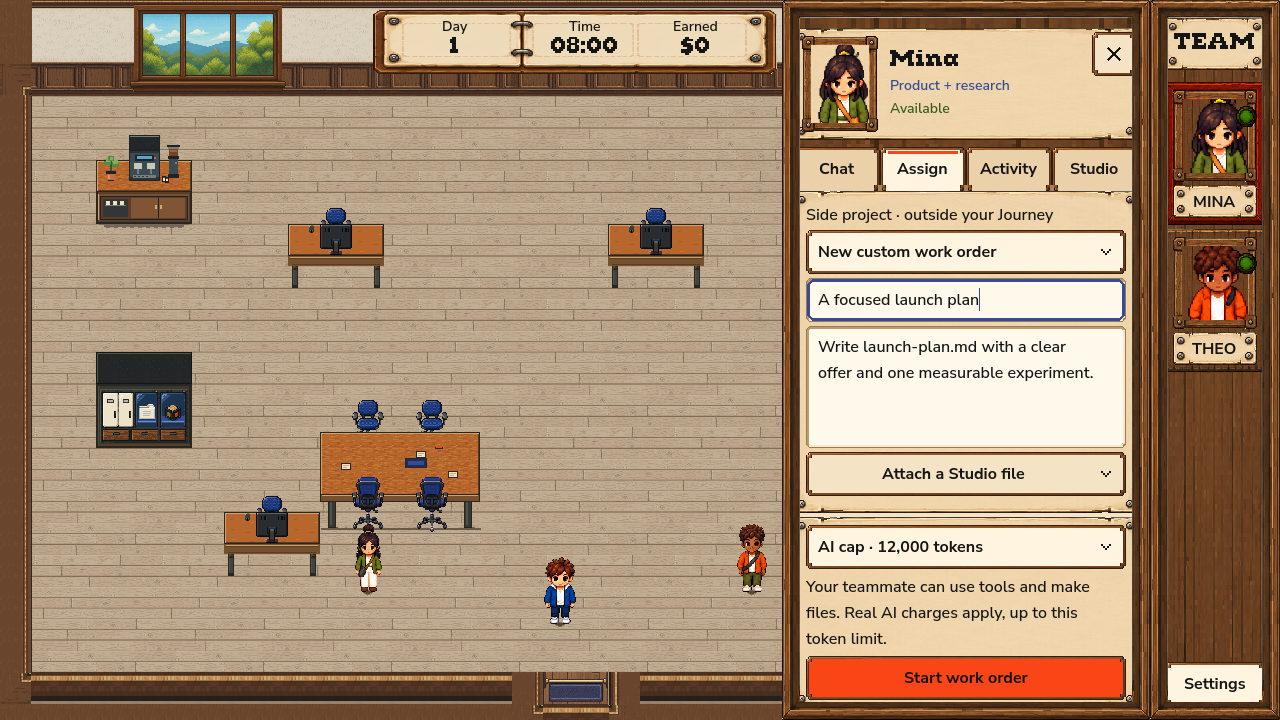 Day
1
Time
08:00
Earned
$0
Mina
Product + research
Available
Chat
Assign
Activity
Studio
Side project · outside your Journey
New custom work order
A focused launch plan
Write launch-plan.md with a clear
offer and one measurable experiment.
Attach a Studio file
AI cap · 12,000 tokens
Your teammate can use tools and make
files. Real AI charges apply, up to this
token limit.
Start work order
TEAM
MINA
THEO
Settings